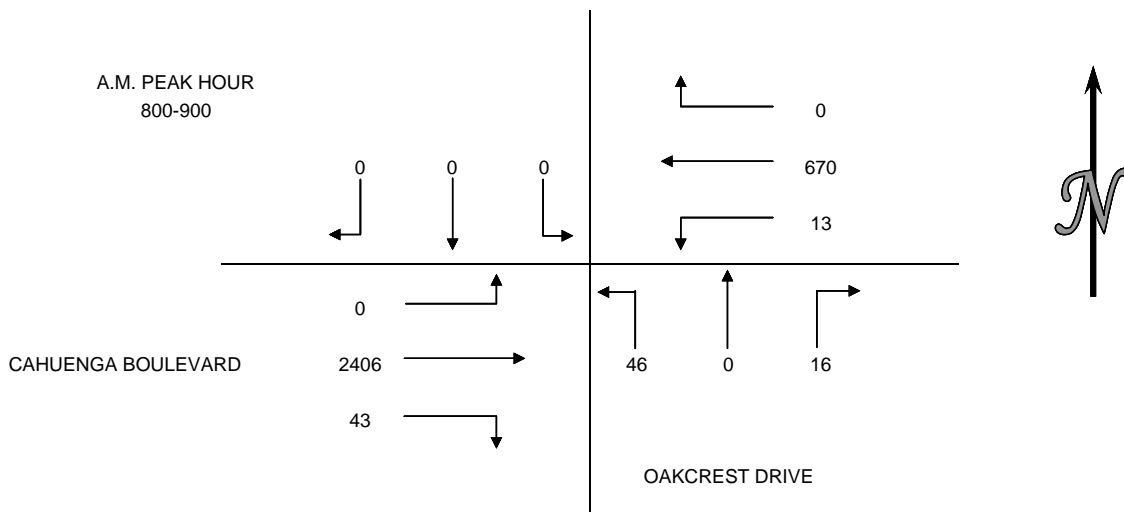 A.M. PEAK HOUR
800-900
0
670
13
0 0 0
0
CAHUENGA BOULEVARD 2406
43
46 0 16
OAKCREST DRIVE
N